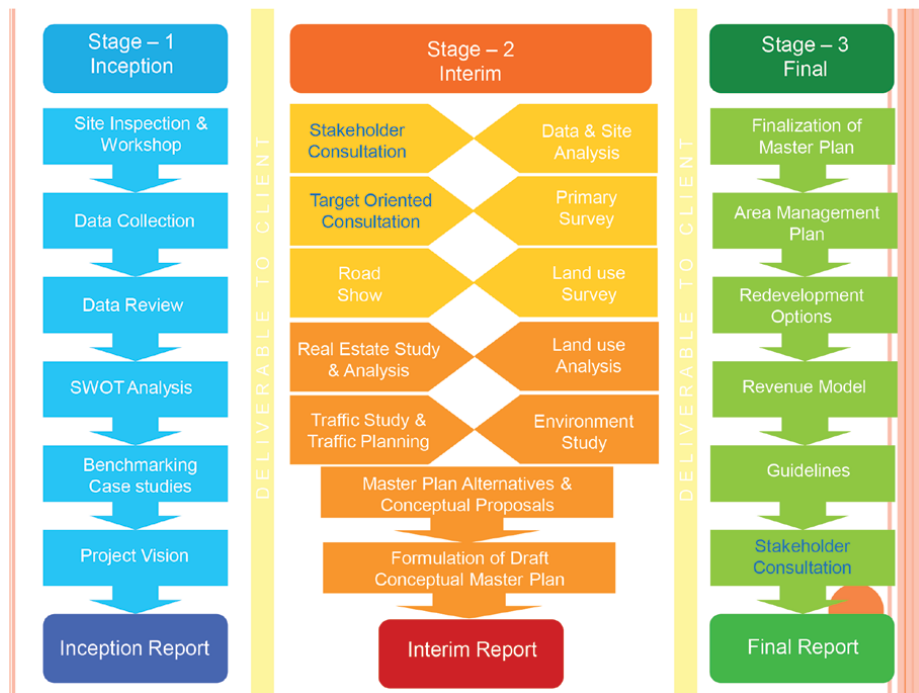 Stage – 1
Inception
Site Inspection &
Workshop
Data Collection
Data Review
SWOT Analysis
Benchmarking
Case studies
Project Vision
Inception Report
DELIVERABLE TO CLIENT
Stage – 2
Interim
Stakeholder
Consultation
Data & Site
Analysis
Target Oriented
Consultation
Primary
Survey
Road
Show
Land use
Survey
Real Estate Study
& Analysis
Land use
Analysis
Traffic Study &
Traffic Planning
Environment
Study
Master Plan Alternatives &
Conceptual Proposals
Formulation of Draft
Conceptual Master Plan
Interim Report
DELIVERABLE TO CLIENT
Stage – 3
Final
Finalization of
Master Plan
Area Management
Plan
Redevelopment
Options
Revenue Model
Guidelines
Stakeholder
Consultation
Final Report